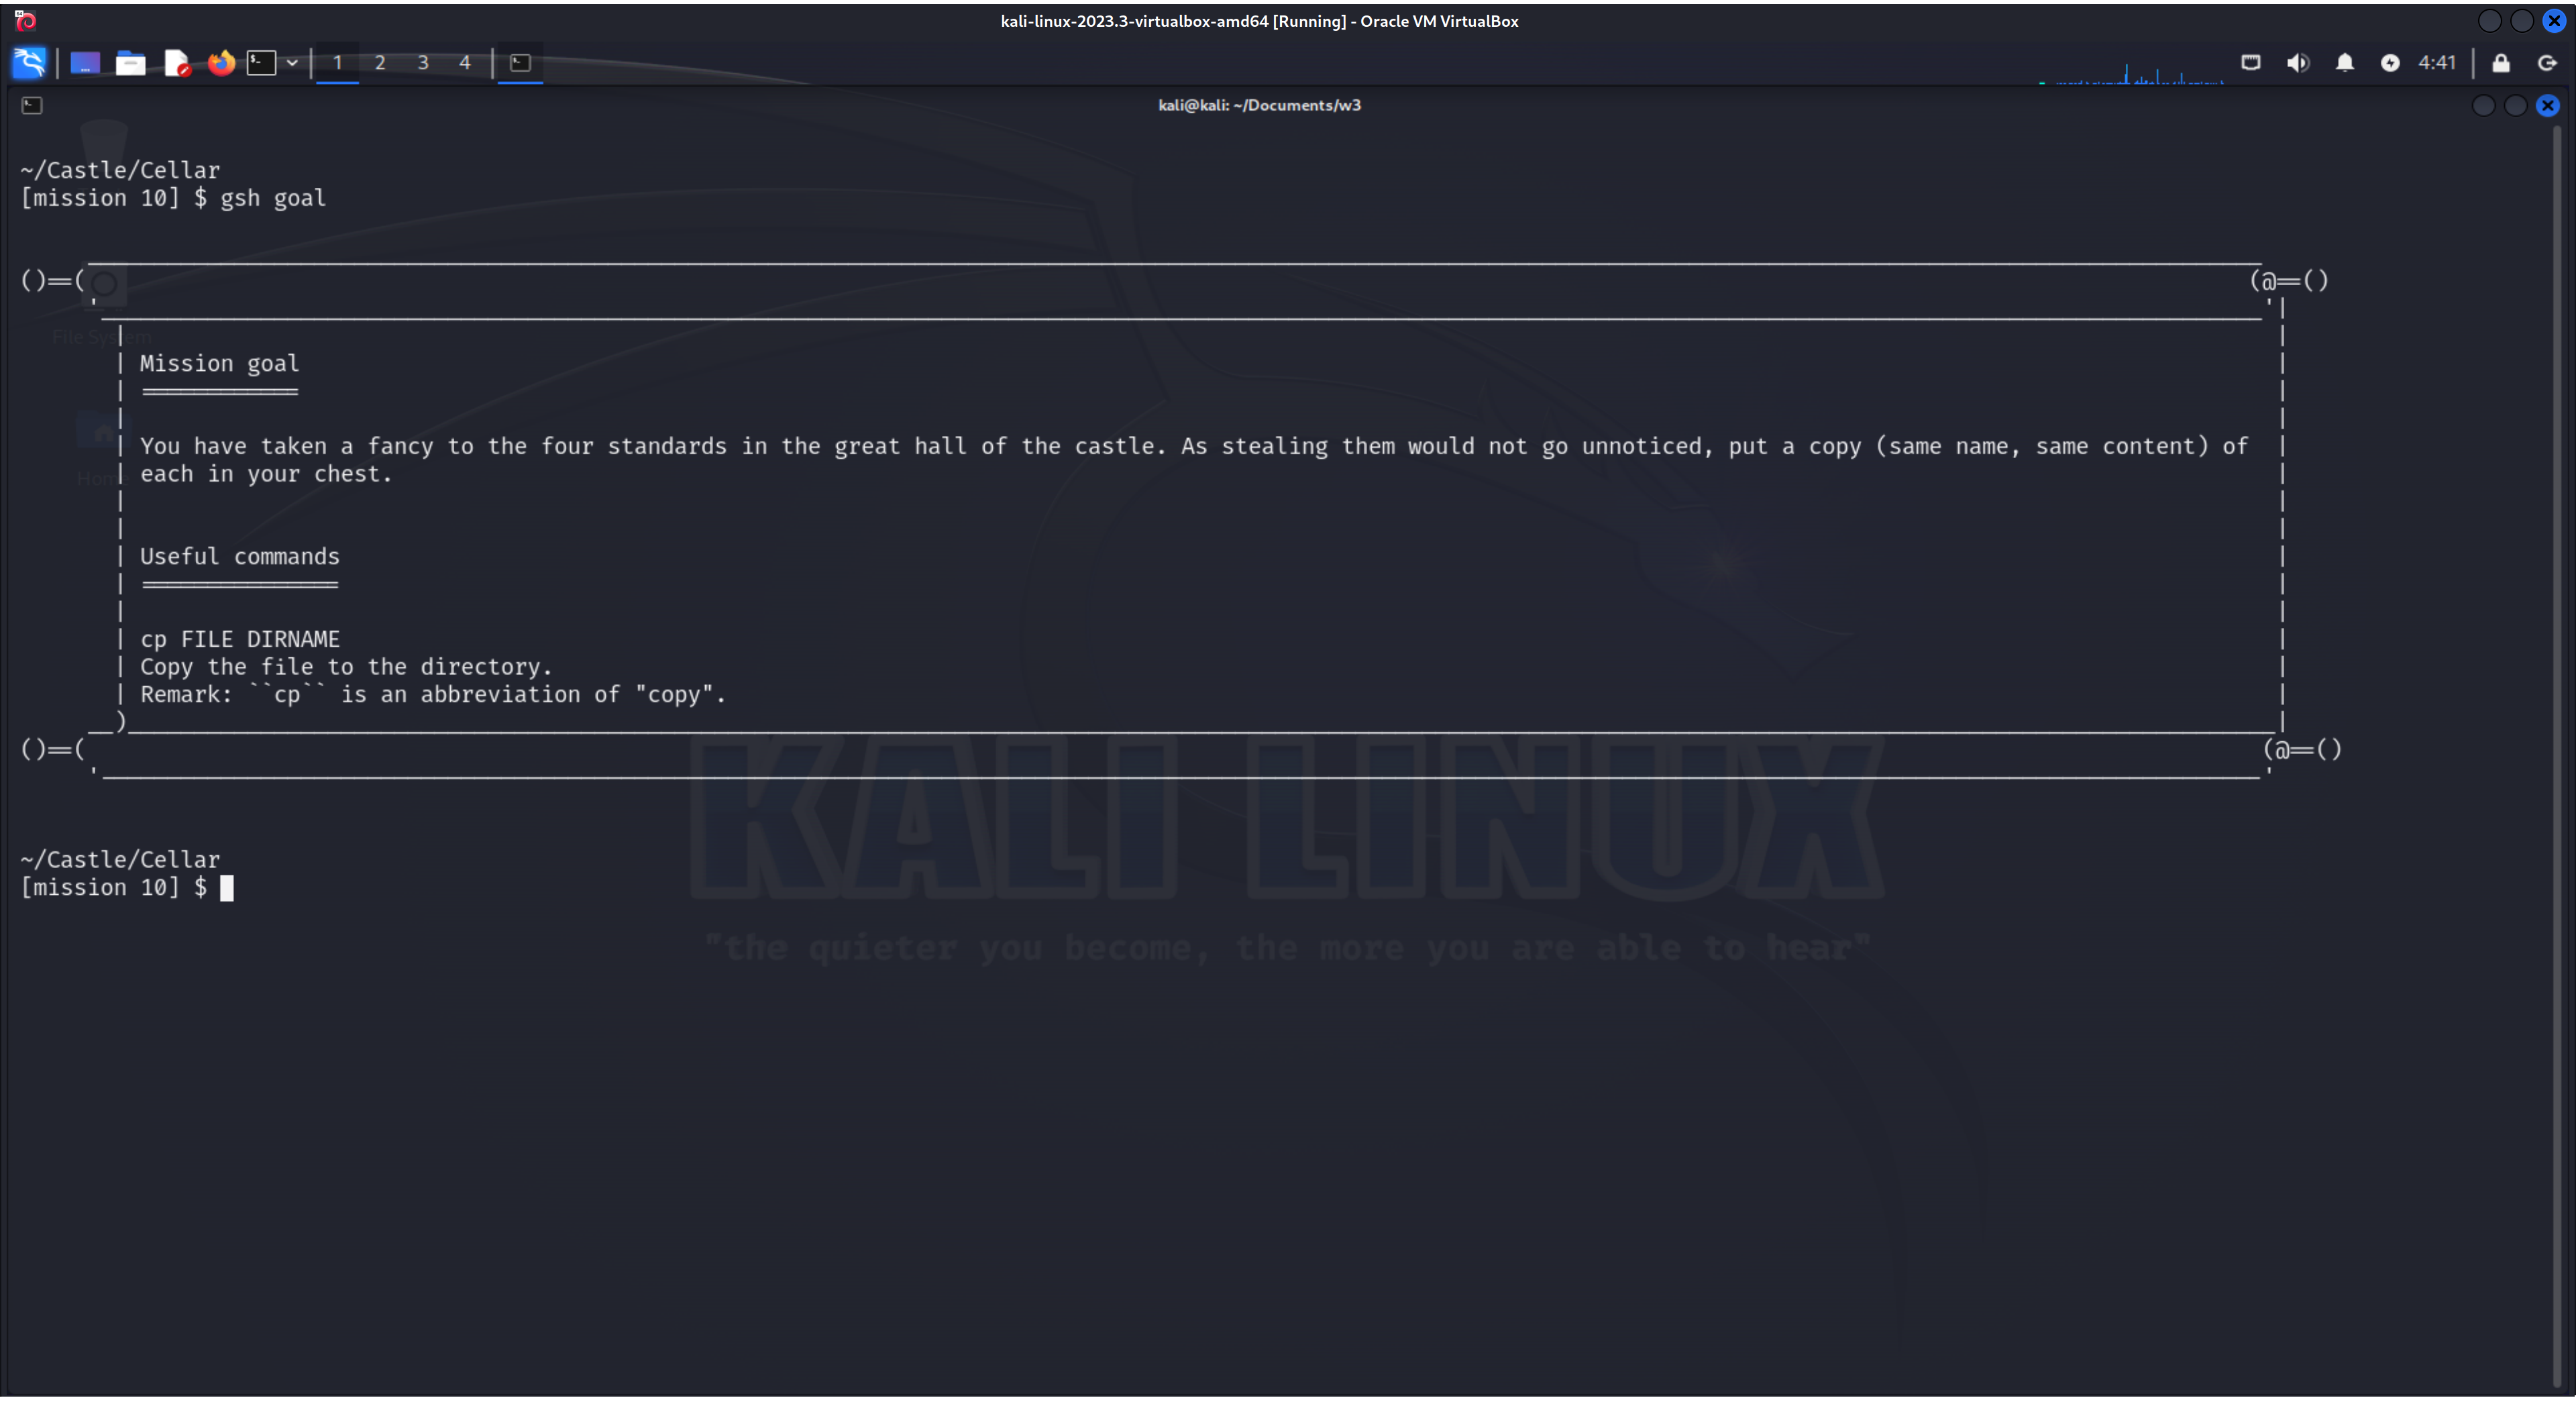 kali-linux-2023.3-virtualbox-amd64 [Running] - Oracle VM VirtualBox
1 2 3 4
4:41
kali@kali: ~/Documents/w3
~/Castle/Cellar
[mission 10] $ gsh goal
File System
Home
Mission goal
============
You have taken a fancy to the four standards in the great hall of the castle. As stealing them would not go unnoticed, put a copy (same name, same content) of
each in your chest.
Useful commands
===============
cp FILE DIRNAME
Copy the file to the directory.
Remark: ``cp`` is an abbreviation of "copy".
~/Castle/Cellar
[mission 10] $
KALI LINUX
"the quieter you become, the more you are able to hear"